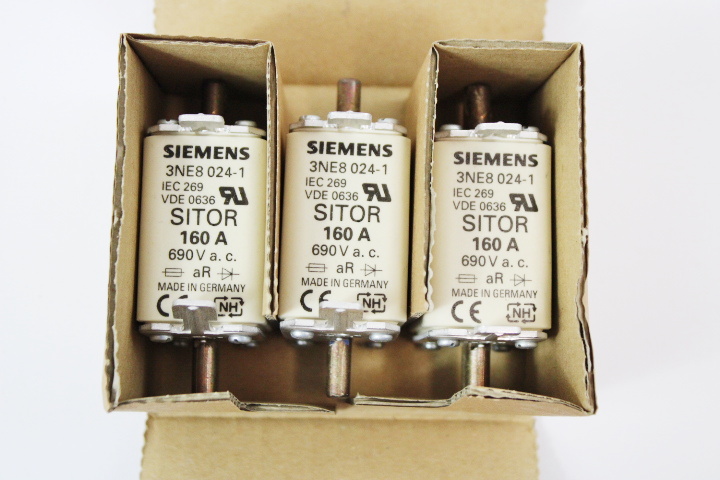 SIEMENS
3NE8 024-1
IEC 269
VDE 0636
SITOR
160 A
690 V a. c.
aR
MADE IN GERMANY
CE NH
SIEMENS
3NE8 024-1
IEC 269
VDE 0636
SITOR
160 A
690 V a. c.
aR
MADE IN GERMANY
CE NH
SIEMENS
3NE8 024-1
IEC 269
VDE 0636
SITOR
160 A
690 V a. c.
aR
MADE IN GERMANY
CE NH